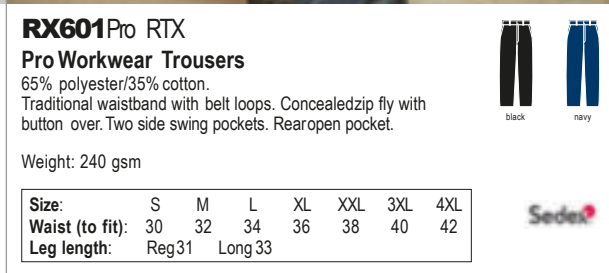 RX601Pro RTX
Pro Workwear Trousers
65% polyester/35% cotton.
Traditional waistband with belt loops. Concealedzip fly with
button over. Two side swing pockets. Rearopen pocket.
Weight: 240 gsm
black navy
Size: S M L XL XXL 3XL 4XL
Waist (to fit): 30 32 34 36 38 40 42
Leg length: Reg31 Long33
Sedex